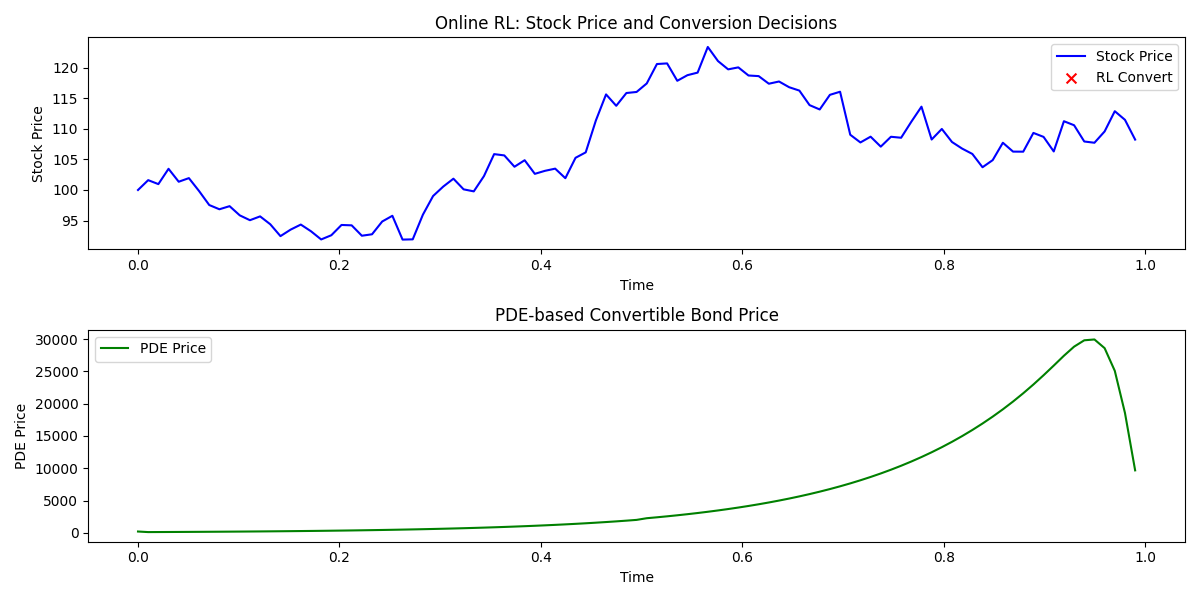 Online RL: Stock Price and Conversion Decisions
Stock Price
Stock Price
RL Convert
120
115
110
105
100
95
0.0 0.2 0.4 0.6 0.8 1.0
Time
PDE-based Convertible Bond Price
PDE Price
PDE Price
30000
25000
20000
15000
10000
5000
0
0.0 0.2 0.4 0.6 0.8 1.0
Time